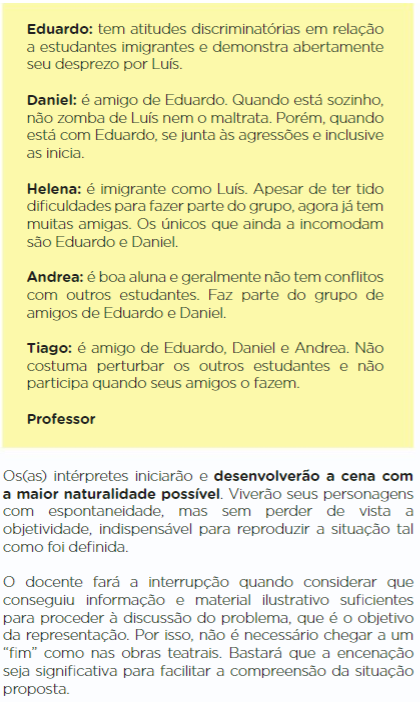 Eduardo: tem atitudes discriminatórias em relação
a estudantes imigrantes e demonstra abertamente
seu desprezo por Luís.
Daniel: é amigo de Eduardo. Quando está sozinho,
não zomba de Luís nem o maltrata. Porém, quando
está com Eduardo, se junta às agressões e inclusive
as inicia.
Helena: é imigrante como Luís. Apesar de ter tido
dificuldades para fazer parte do grupo, agora já tem
muitas amigas. Os únicos que ainda a incomodam
são Eduardo e Daniel.
Andrea: é boa aluna e geralmente não tem conflitos
com outros estudantes. Faz parte do grupo de
amigos de Eduardo e Daniel.
Tiago: é amigo de Eduardo, Daniel e Andrea. Não
costuma perturbar os outros estudantes e não
participa quando seus amigos o fazem.
Professor
Os(as) intérpretes iniciarão e desenvolverão a cena com
a maior naturalidade possível. Viverão seus personagens
com espontaneidade, mas sem perder de vista a
objetividade, indispensável para reproduzir a situação tal
como foi definida.
O docente fará a interrupção quando considerar que
conseguiu informação e material ilustrativo suficientes
para proceder à discussão do problema, que é o objetivo
da representação. Por isso, não é necessário chegar a um
“fim” como nas obras teatrais. Bastará que a encenação
seja significativa para facilitar a compreensão da situação
proposta.